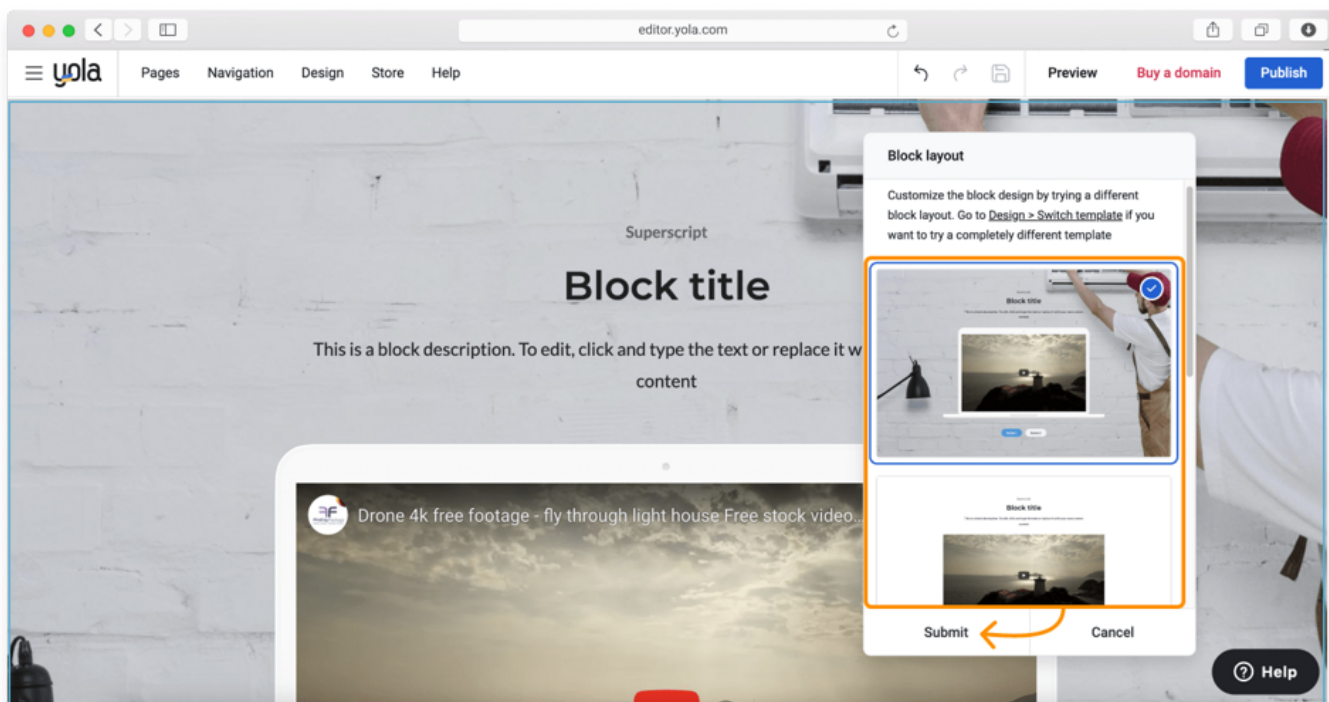 editor.yola.com
yola
Pages Navigation Design Store Help
Preview Buy a domain Publish
Superscript
Block title
This is a block description. To edit, click and type the text or replace it w
content
Drone 4k free footage - fly through light house Free stock video...
Block layout
Customize the block design by trying a different
block layout. Go to Design > Switch template if you
want to try a completely different template
Block title
Block title
Submit Cancel
Help